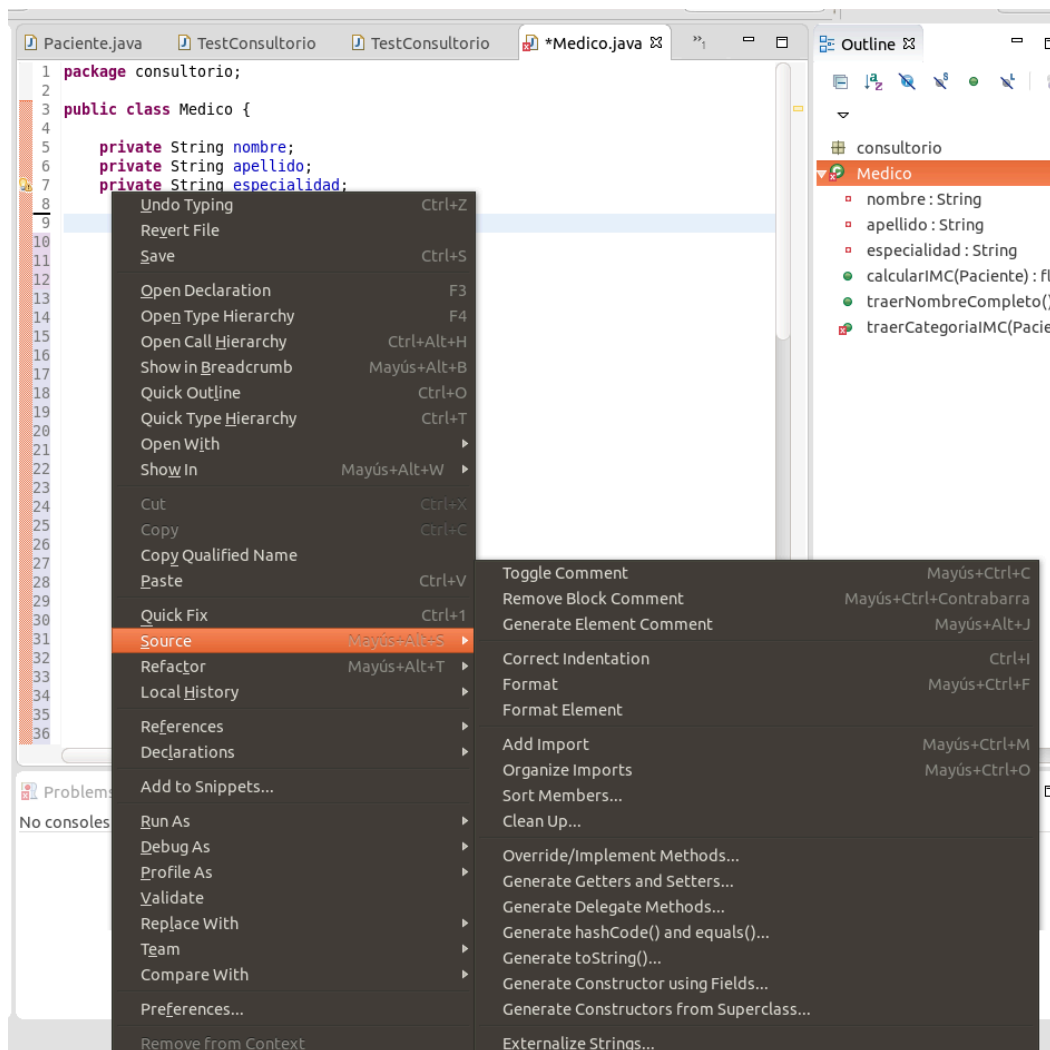 Paciente.java TestConsultorio TestConsultorio *Medico.java »1 Outline
1 package consultorio;
2
3 public class Medico {
4
5 private String nombre;
6 private String apellido;
7 private String especialidad;
8
9
10
11
12
13
14
15
16
17
18
19
20
21
22
23
24
25
26
27
28
29
30
31
32
33
34
35
36
consultorio
Medico
nombre : String
apellido : String
especialidad : String
calcularIMC(Paciente) : fl
traerNombreCompleto()
traerCategoriaIMC(Pacie
Undo Typing Ctrl+Z
Revert File
Save Ctrl+S
Open Declaration F3
Open Type Hierarchy F4
Open Call Hierarchy Ctrl+Alt+H
Show in Breadcrumb Mayús+Alt+B
Quick Outline Ctrl+O
Quick Type Hierarchy Ctrl+T
Open With
Show In Mayús+Alt+W
Cut Ctrl+X
Copy Ctrl+C
Copy Qualified Name
Paste Ctrl+V
Quick Fix Ctrl+1
Source Mayús+Alt+S
Refactor Mayús+Alt+T
Local History
References
Declarations
Add to Snippets...
Run As
Debug As
Profile As
Validate
Replace With
Team
Compare With
Preferences...
Remove from Context
Toggle Comment Mayús+Ctrl+C
Remove Block Comment Mayús+Ctrl+Contrabarra
Generate Element Comment Mayús+Alt+J
Correct Indentation Ctrl+I
Format Mayús+Ctrl+F
Format Element
Add Import Mayús+Ctrl+M
Organize Imports Mayús+Ctrl+O
Sort Members...
Clean Up...
Override/Implement Methods...
Generate Getters and Setters...
Generate Delegate Methods...
Generate hashCode() and equals()...
Generate toString()...
Generate Constructor using Fields...
Generate Constructors from Superclass...
Externalize Strings...
Problems
No consoles